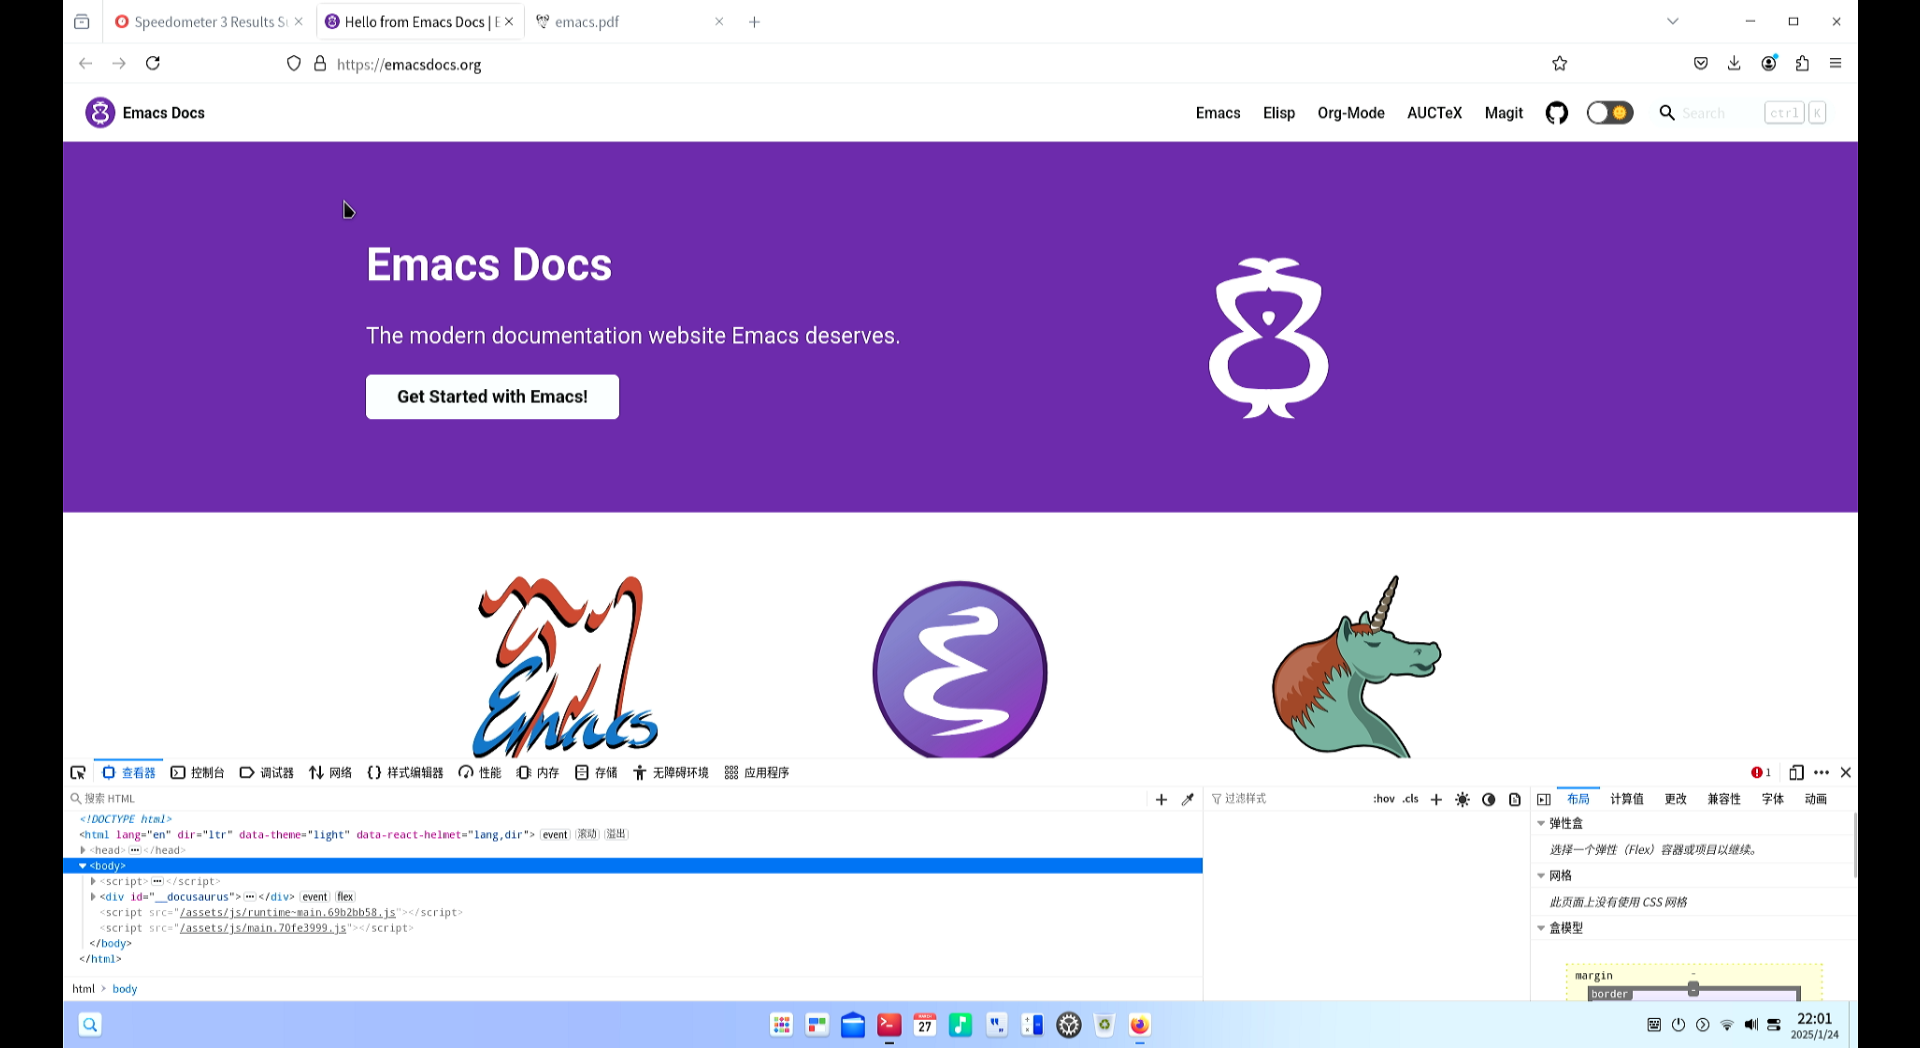 Speedometer 3 Results S
Hello from Emacs Docs | E
emacs.pdf
https://emacsdocs.org
Emacs Docs
Emacs Elisp Org-Mode AUCTeX Magit Search ctrl K
Emacs Docs
The modern documentation website Emacs deserves.
Get Started with Emacs!
Emacs
查看器 控制台 调试器 网络 样式编辑器 性能 内存 存储 无障碍环境 应用程序 1
搜索 HTML
过滤样式 :hov .cls
布局 计算值 更改 兼容性 字体 动画
<!DOCTYPE html>
<html lang="en" dir="ltr" data-theme="light" data-react-helmet="lang,dir"> event 滚动 溢出
<head> </head>
<body>
<script> </script>
<div id="__docusaurus"> </div> event flex
<script src="/assets/js/runtime~main.69b2bb58.js"></script>
<script src="/assets/js/main.70fe3999.js"></script>
</body>
</html>
html > body
弹性盒
选择一个弹性（Flex）容器或项目以继续。
网格
此页面上没有使用 CSS 网格
盒模型
margin -
border -
27
22:01
2025/1/24